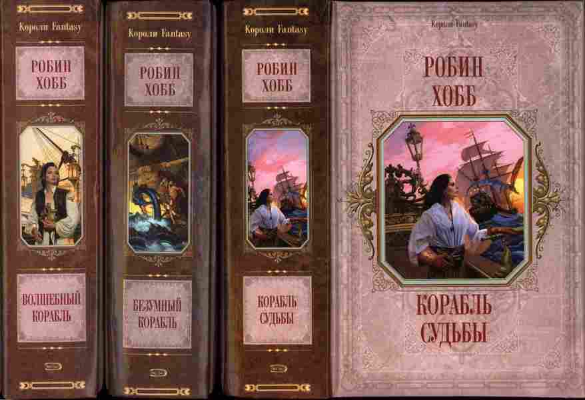 Короли Fantasy
РОБИН
ХОББ
ВОЛШЕБНЫЙ
КОРАБЛЬ
Короли Fantasy
РОБИН
ХОББ
БЕЗУМНЫЙ
КОРАБЛЬ
Короли Fantasy
РОБИН
ХОББ
КОРАБЛЬ
СУДЬБЫ
Короли Fantasy
РОБИН
ХОББ
КОРАБЛЬ
СУДЬБЫ